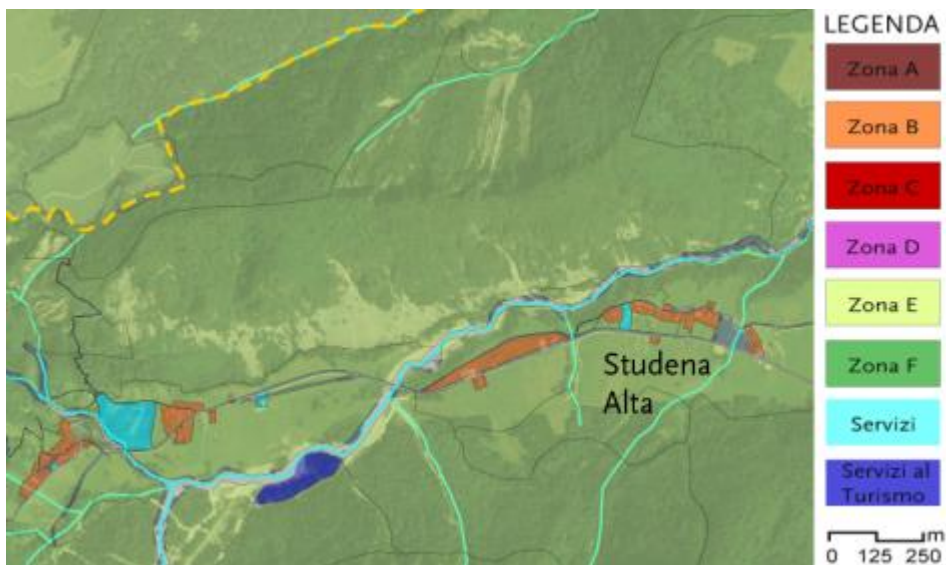 LEGENDA
Zona A
Zona B
Zona C
Zona D
Zona E
Zona F
Servizi
Servizi al
Turismo
Studena
Alta
m
0 125 250